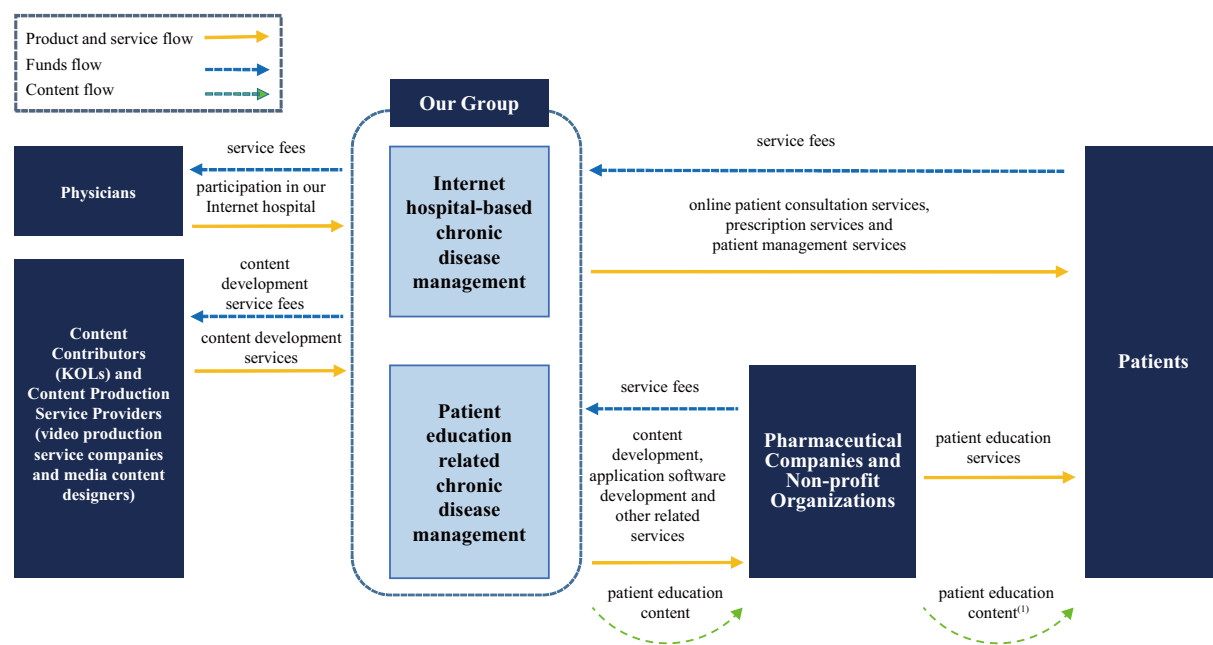 Product and service flow
Funds flow
Content flow
Our Group
Physicians
service fees
participation in our
Internet hospital
Internet
hospital-based
chronic
disease
management
service fees
online patient consultation services,
prescription services and
patient management services
Patients
Content
Contributors
(KOLs) and
Content Production
Service Providers
(video production
service companies
and media content
designers)
content
development
service fees
content development
services
Patient
education
related
chronic
disease
management
service fees
content
development,
application software
development and
other related
services
Pharmaceutical
Companies and
Non-profit
Organizations
patient education
services
patient education
content
patient education
content(1)